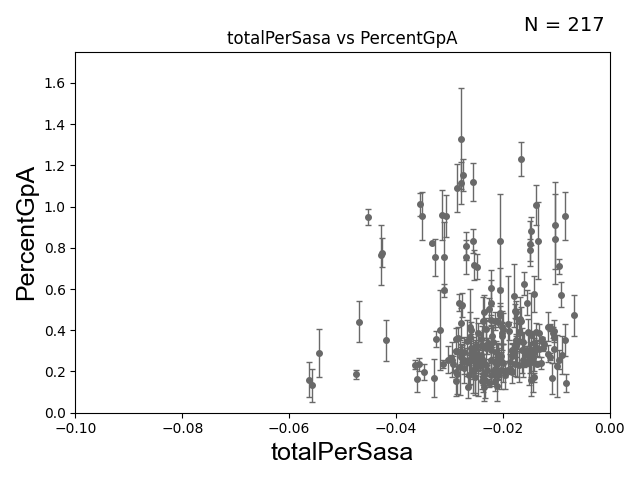 N = 217
totalPerSasa vs PercentGpA
PercentGpA
1.6
1.4
1.2
1.0
0.8
0.6
0.4
0.2
0.0
−0.10 −0.08 −0.06 −0.04 −0.02 0.00
totalPerSasa